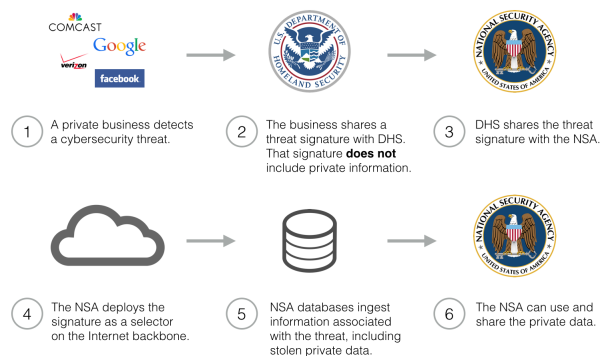 COMCAST
Google
verizon
facebook
U.S. DEPARTMENT OF
HOMELAND SECURITY
NATIONAL SECURITY AGENCY
UNITED STATES OF AMERICA
1
A private business detects
a cybersecurity threat.
2
The business shares a
threat signature with DHS.
That signature does not
include private information.
3
DHS shares the threat
signature with the NSA.
NATIONAL SECURITY AGENCY
UNITED STATES OF AMERICA
4
The NSA deploys the
signature as a selector
on the Internet backbone.
5
NSA databases ingest
information associated
with the threat, including
stolen private data.
6
The NSA can use and
share the private data.